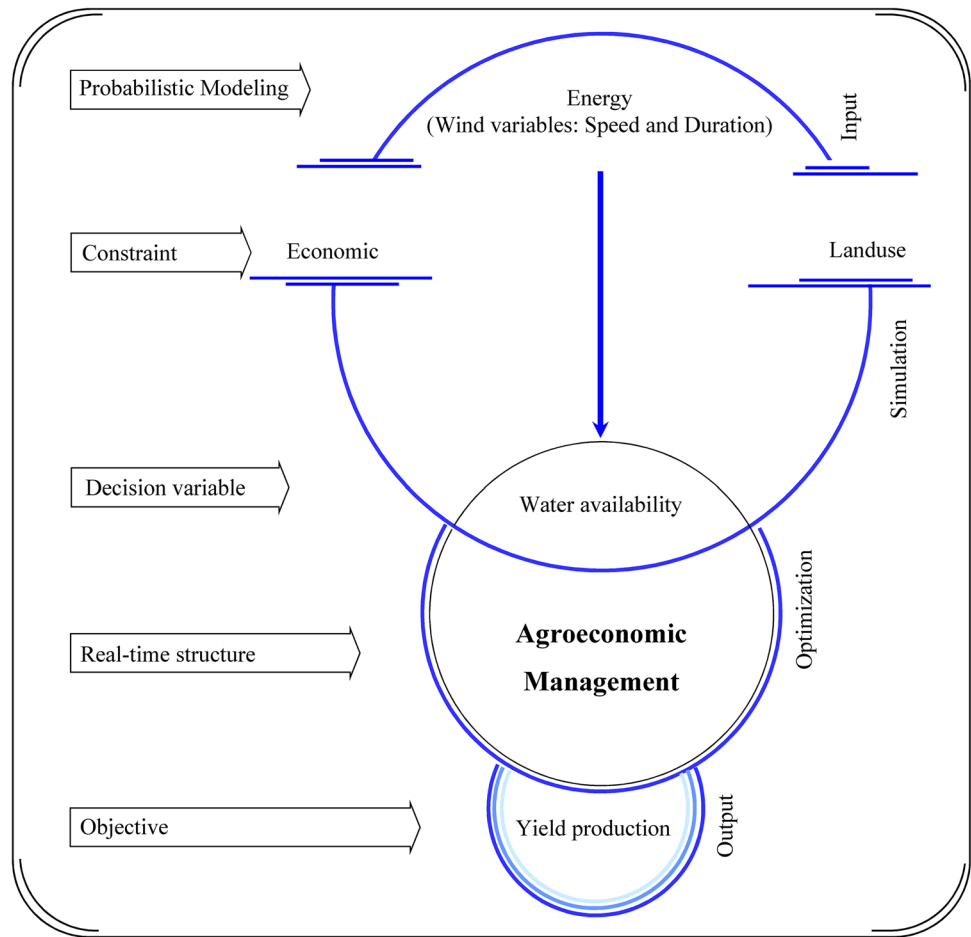 Probabilistic Modeling
Energy
(Wind variables: Speed and Duration)
Input
Constraint
Economic
Landuse
Simulation
Decision variable
Water availability
Optimization
Real-time structure
Agroeconomic
Management
Objective
Yield production
Output